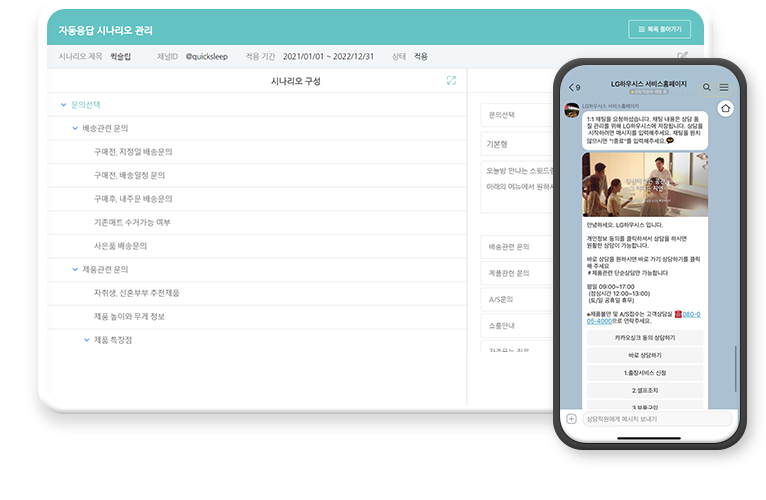 자동응답 시나리오 관리
목록 돌아가기
시나리오 제목 퀵슬립 채널ID @quicksleep 적용 기간 2021/01/01 ~ 2022/12/31 상태 적용
시나리오 구성
문의선택
배송관련 문의
구매전, 지정일 배송문의
구매전, 배송일정 문의
구매후, 내주문 배송문의
기존매트 수거가능 여부
사은품 배송문의
제품관련 문의
자취생, 신혼부부 추천제품
제품 높이와 무게 정보
제품 특장점
문의선택
기본형
오늘밤 만나는 스윗드림
아래의 메뉴에서 원하시
배송관련 문의
제품관련 문의
A/S문의
쇼룸안내
9
LG하우시스 서비스홈페이지
LG하우시스 서비스홈페이지
1:1 채팅을 요청하셨습니다. 채팅 내용은 상담 품
질 관리를 위해 LG하우시스에 저장됩니다. 상담을
시작하려면 메시지를 입력해주세요. 채팅을 원치
않으시면 "!종료"를 입력해주세요.
안녕하세요. LG하우시스 입니다.
개인정보 동의를 클릭하셔서 상담을 하시면
원활한 상담이 가능합니다.
바로 상담을 원하시면 바로 가기 상담하기를 클릭
해 주세요
#제품관련 단순상담만 가능합니다
평일 09:00~17:00
(점심시간 12:00~13:00)
(토/일 공휴일 휴무)
※제품불만 및 A/S접수는 고객상담실 ☎080-0
05-4000으로 연락주세요.
카카오싱크 동의 상담하기
바로 상담하기
1.출장서비스 신청
2.셀프조치
3.부품구입
상담직원에게 메시지 보내기